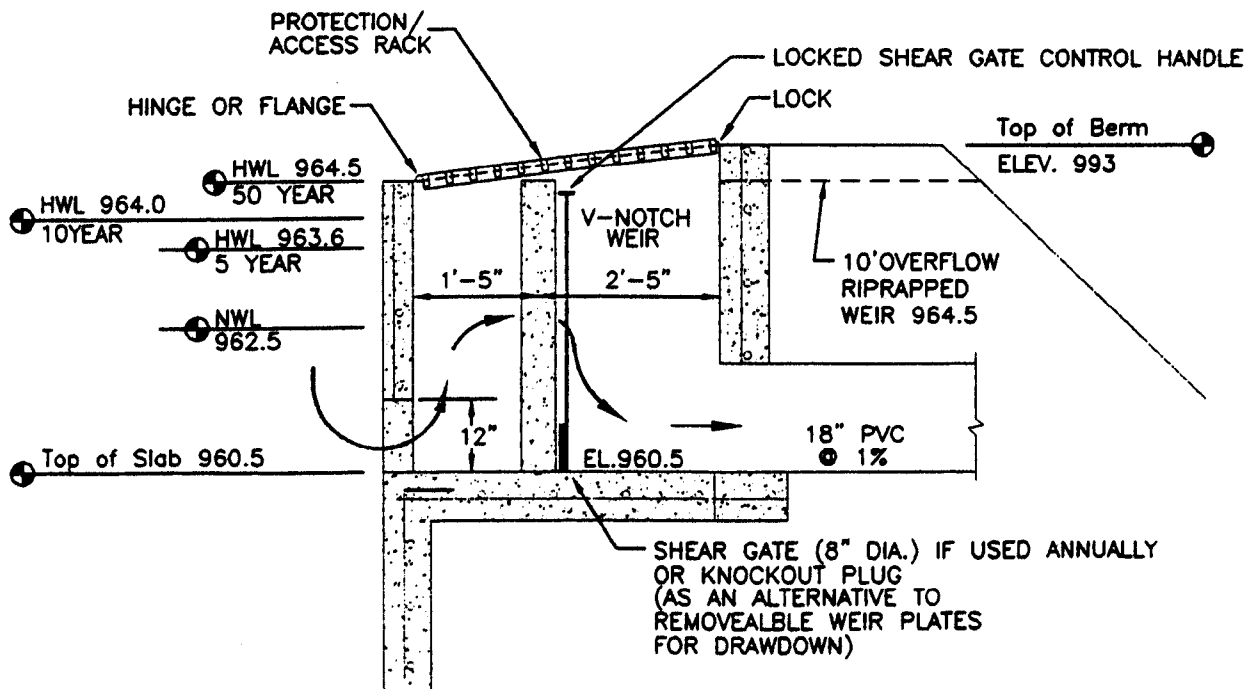 PROTECTION/
ACCESS RACK
LOCKED SHEAR GATE CONTROL HANDLE
HINGE OR FLANGE
LOCK
Top of Berm
ELEV. 993
HWL 964.5
50 YEAR
HWL 964.0
10YEAR
HWL 963.6
5 YEAR
V-NOTCH
WEIR
1'-5"
2'-5"
10'OVERFLOW
RIPRAPPED
WEIR 964.5
NWL
962.5
12"
18" PVC
@ 1%
Top of Slab 960.5
EL.960.5
SHEAR GATE (8" DIA.) IF USED ANNUALLY
OR KNOCKOUT PLUG
(AS AN ALTERNATIVE TO
REMOVEALBLE WEIR PLATES
FOR DRAWDOWN)